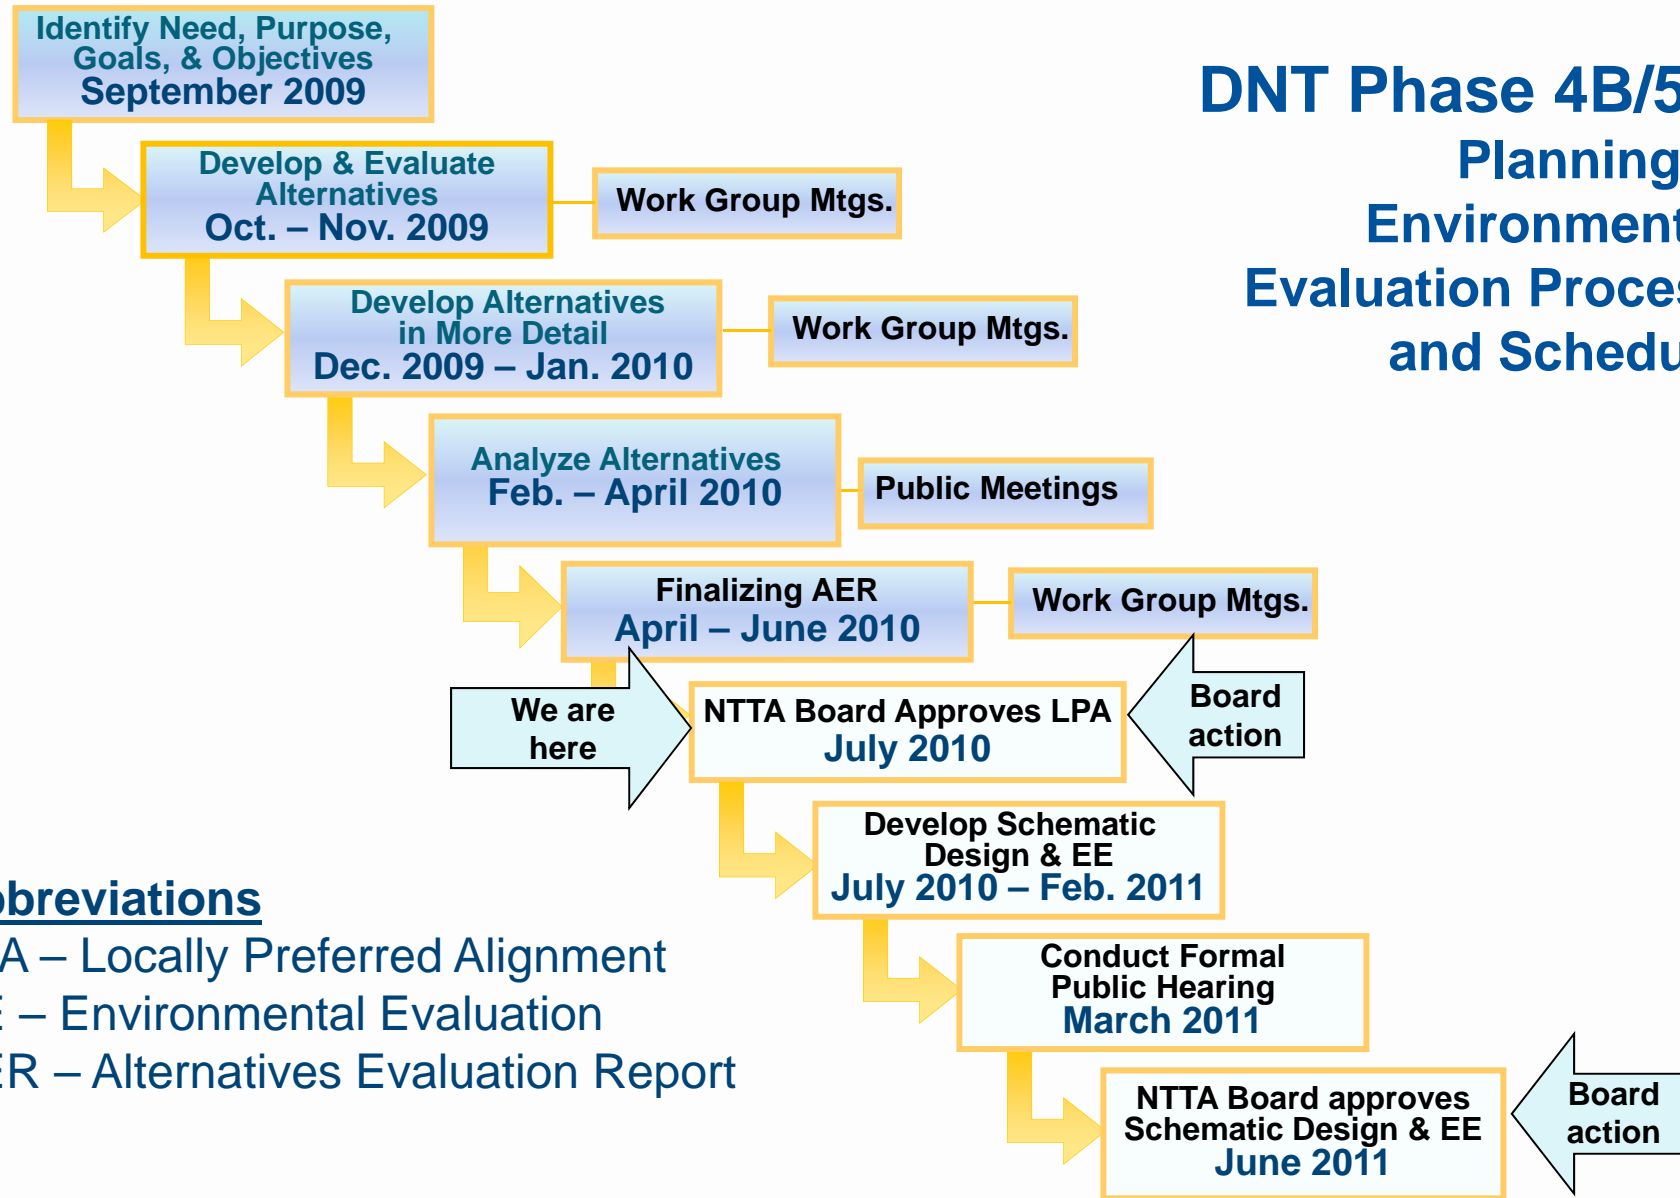 Identify Need, Purpose,
Goals, & Objectives
September 2009
DNT Phase 4B/5
Planning
Environment
Evaluation Proces
and Schedu
Develop & Evaluate
Alternatives
Oct. – Nov. 2009
Work Group Mtgs.
Develop Alternatives
in More Detail
Dec. 2009 – Jan. 2010
Work Group Mtgs.
Analyze Alternatives
Feb. – April 2010
Public Meetings
Finalizing AER
April – June 2010
Work Group Mtgs.
We are
here
NTTA Board Approves LPA
July 2010
Board
action
Develop Schematic
Design & EE
July 2010 – Feb. 2011
Conduct Formal
Public Hearing
March 2011
NTTA Board approves
Schematic Design & EE
June 2011
Board
action
bbreviations
A – Locally Preferred Alignment
E – Environmental Evaluation
ER – Alternatives Evaluation Report